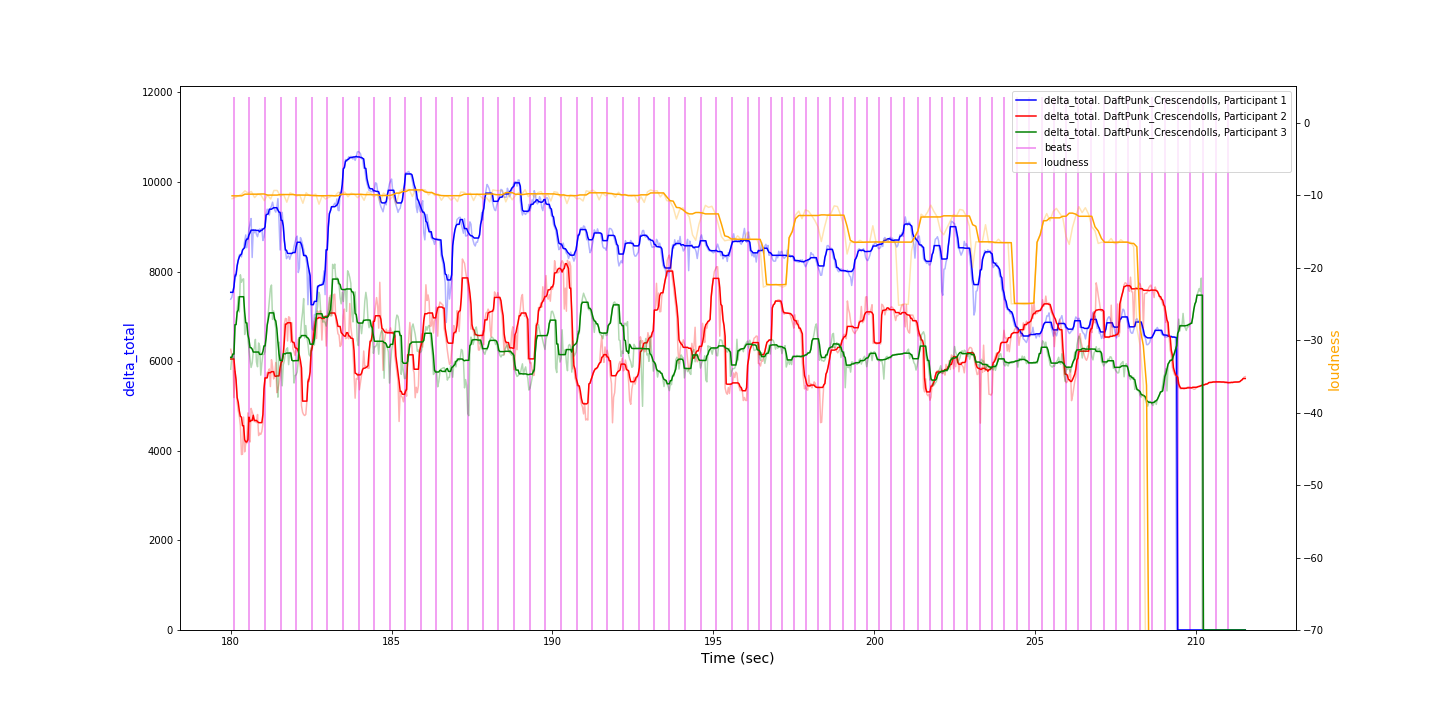 12000
10000
8000
6000
4000
2000
0
delta_total
delta_total. DaftPunk_Crescendolls, Participant 1
delta_total. DaftPunk_Crescendolls, Participant 2
delta_total. DaftPunk_Crescendolls, Participant 3
beats
loudness
0
−10
−20
−30
−40
−50
−60
−70
loudness
180 185 190 195 200 205 210
Time (sec)